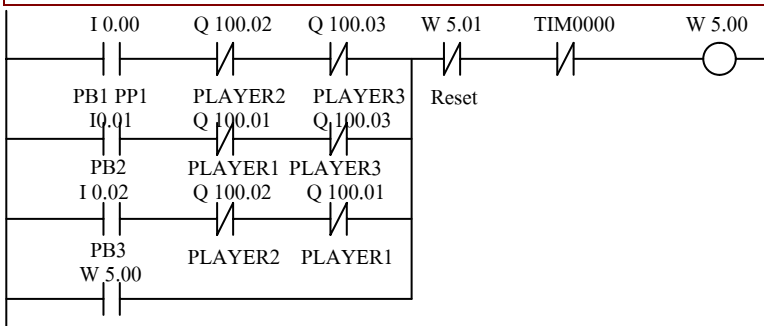 I 0.00 Q 100.02 Q 100.03 W 5.01 TIM0000 W 5.00
PB1 PP1 PLAYER2 PLAYER3 Reset
I0.01 Q 100.01 Q 100.03
PB2 PLAYER1 PLAYER3
I 0.02 Q 100.02 Q 100.01
PB3 PLAYER2 PLAYER1
W 5.00